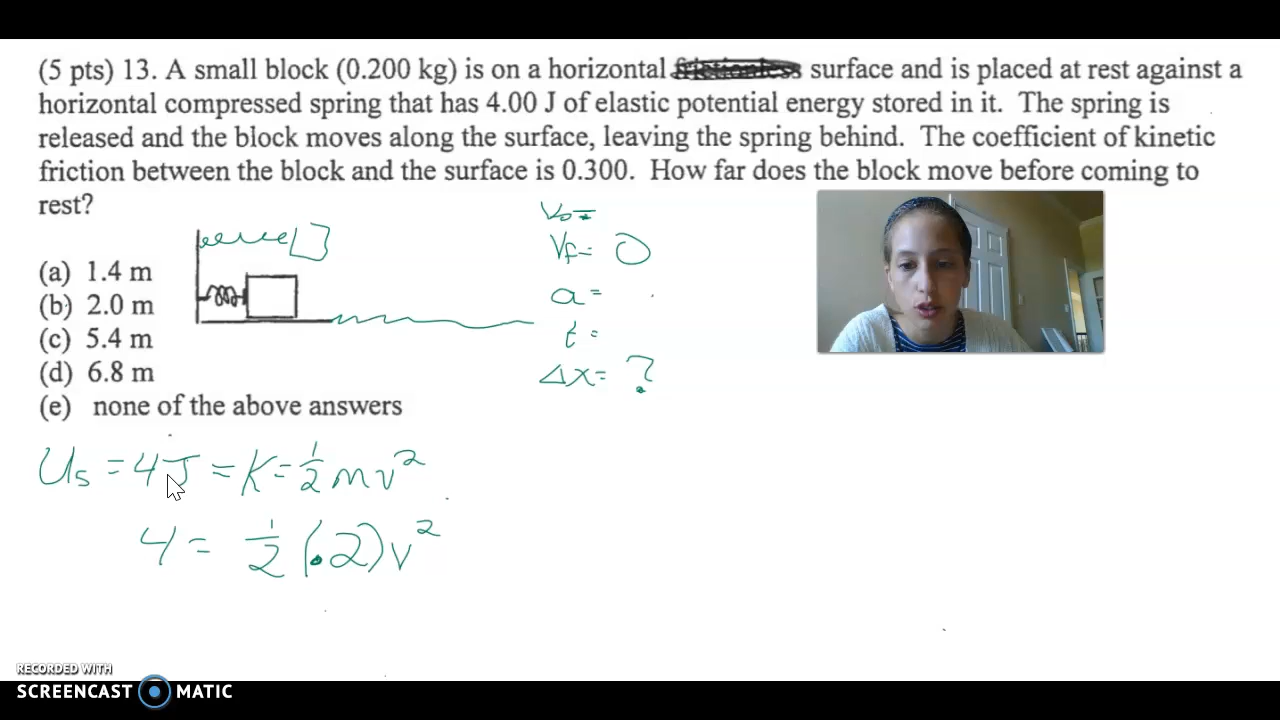 (5 pts) 13. A small block (0.200 kg) is on a horizontal surface and is placed at rest against a
horizontal compressed spring that has 4.00 J of elastic potential energy stored in it. The spring is
released and the block moves along the surface, leaving the spring behind. The coefficient of kinetic
friction between the block and the surface is 0.300. How far does the block move before coming to
rest?
(a) 1.4 m
(b) 2.0 m
(c) 5.4 m
(d) 6.8 m
(e) none of the above answers
V₀=
Vf= 0
a=
t=
Δx= ?
Us = 4J = K = ½mv²
4 = ½ (.2)v²
RECORDED WITH
SCREENCAST MATIC